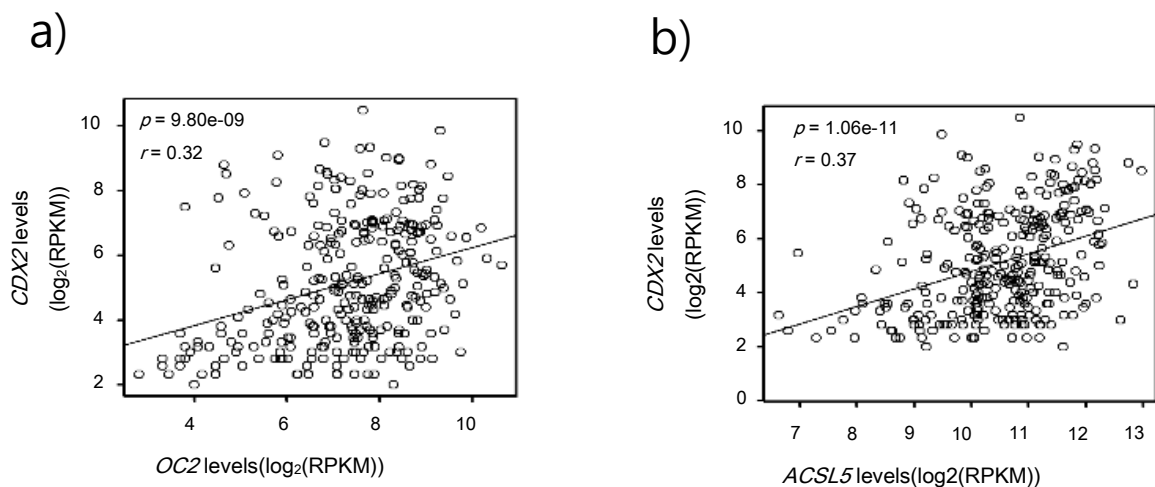 a)
p = 9.80e-09
r = 0.32
10
8
6
4
2
CDX2 levels
(log₂(RPKM))
4 6 8 10
OC2 levels(log₂(RPKM))
b)
p = 1.06e-11
r = 0.37
10
8
6
4
2
0
CDX2 levels
(log2(RPKM))
7 8 9 10 11 12 13
ACSL5 levels(log2(RPKM))